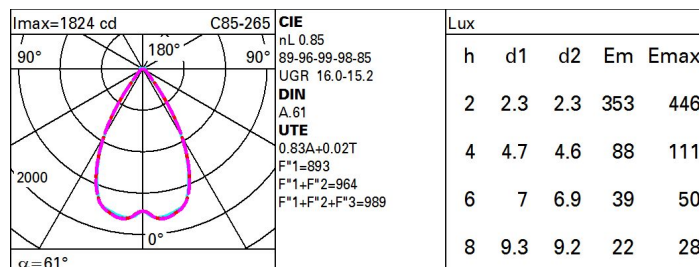 Imax=1824 cd C85-265
90° 180° 90°
2000
0°
α=61°
CIE
nL 0.85
89-96-99-98-85
UGR 16.0-15.2
DIN
A.61
UTE
0.83A+0.02T
F"1=893
F"1+F"2=964
F"1+F"2+F"3=989
Lux
h d1 d2 Em Emax
2 2.3 2.3 353 446
4 4.7 4.6 88 111
6 7 6.9 39 50
8 9.3 9.2 22 28